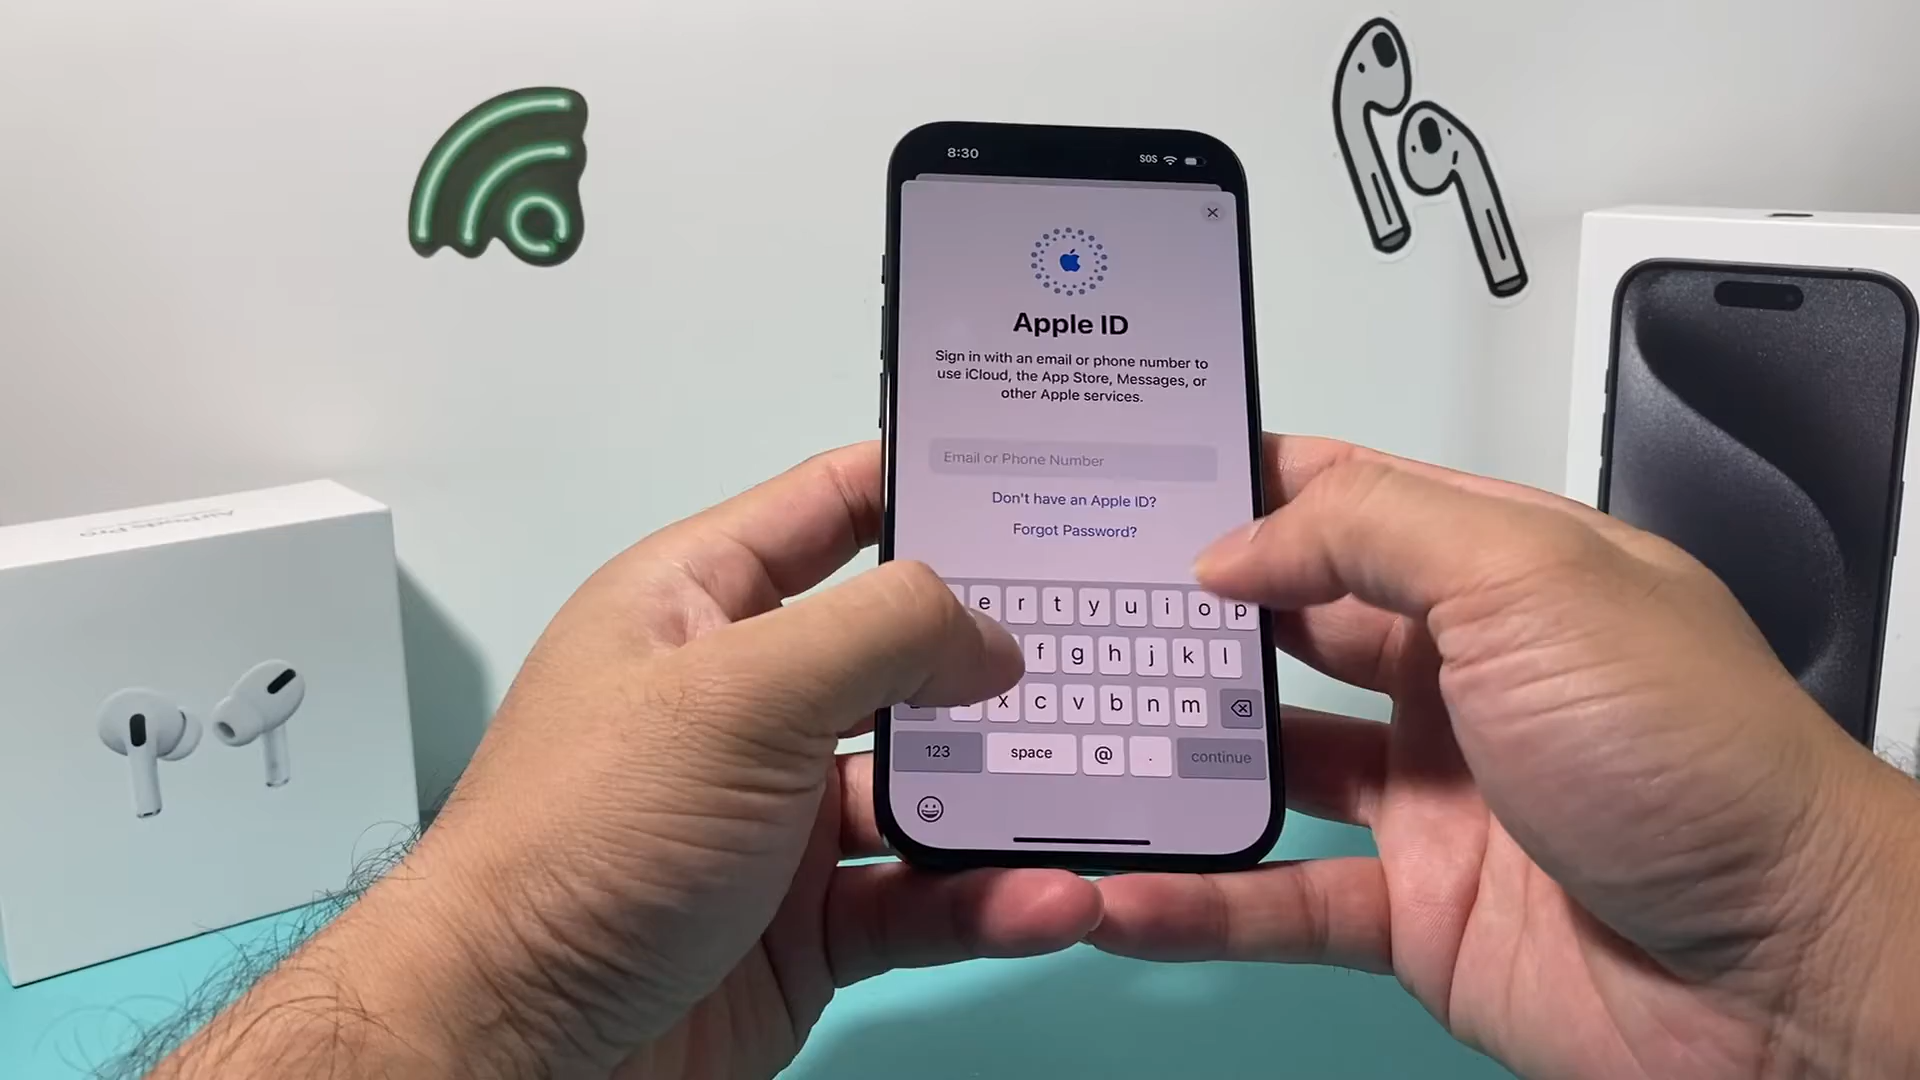 8:30
SOS
Apple ID
Sign in with an email or phone number to
use iCloud, the App Store, Messages, or
other Apple services.
Email or Phone Number
Don't have an Apple ID?
Forgot Password?
e r t y u i o p
f g h j k l
x c v b n m
123 space @ . continue
AirPods Pro